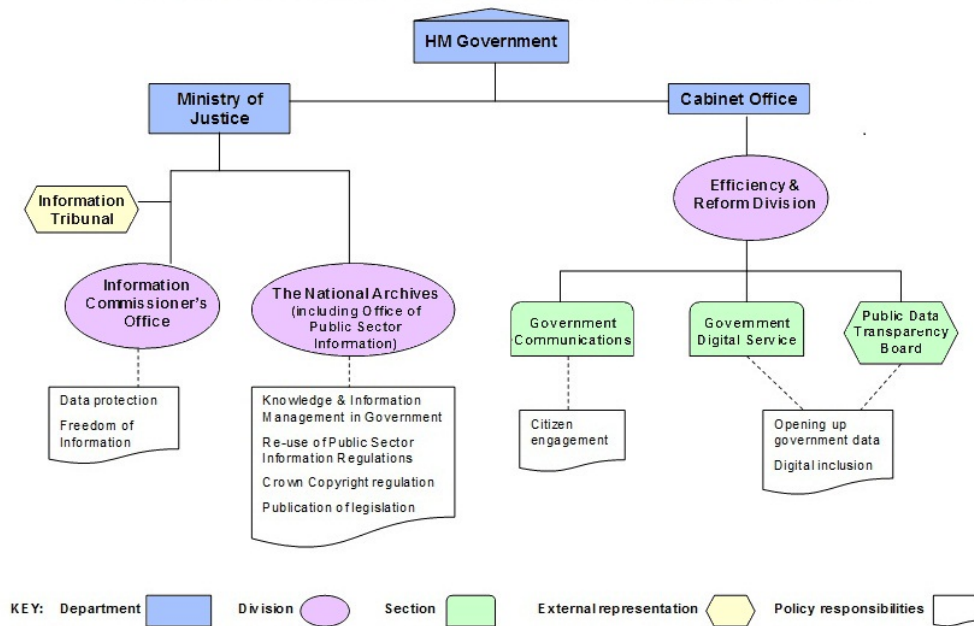 HM Government
Ministry of
Justice
Cabinet Office
Information
Tribunal
Efficiency &
Reform Division
Information
Commissioner's
Office
The National Archives
(including Office of
Public Sector
Information)
Government
Communications
Government
Digital Service
Public Data
Transparency
Board
Data protection
Freedom of
Information
Knowledge & Information
Management in Government
Re-use of Public Sector
Information Regulations
Crown Copyright regulation
Publication of legislation
Citizen
engagement
Opening up
government data
Digital inclusion
KEY: Department Division Section External representation Policy responsibilities